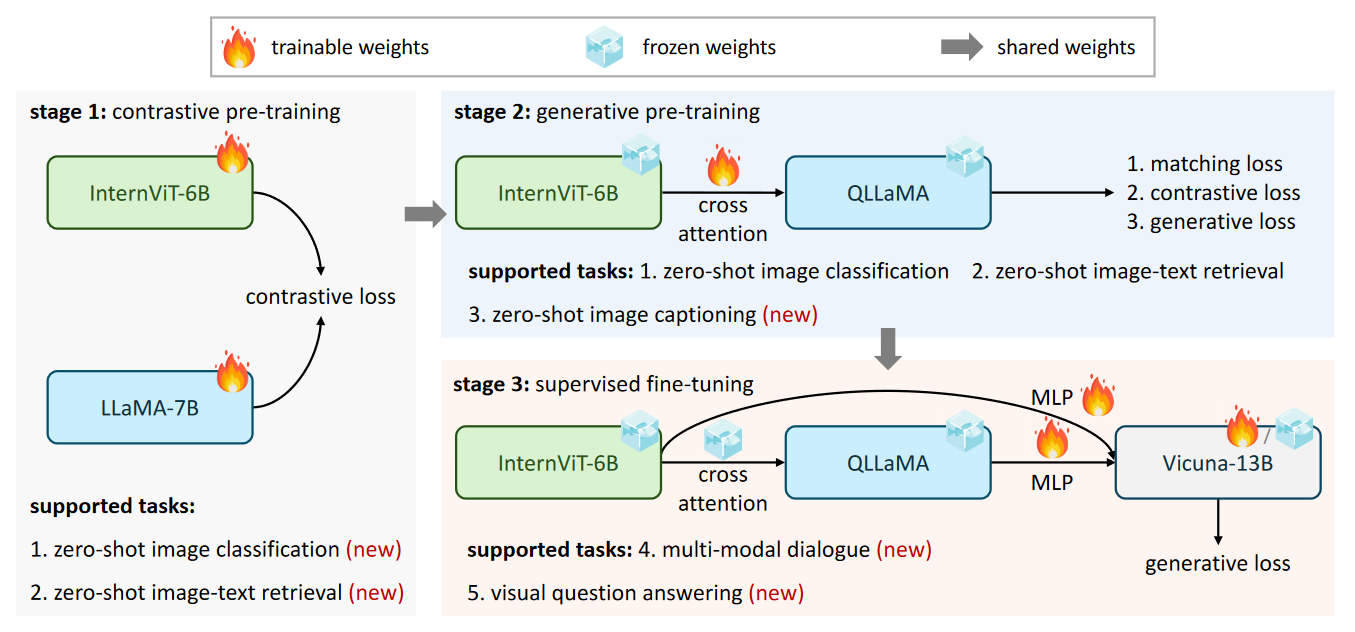 trainable weights
frozen weights
shared weights
stage 1: contrastive pre-training
InternViT-6B
contrastive loss
LLaMA-7B
supported tasks:
1. zero-shot image classification (new)
2. zero-shot image-text retrieval (new)
stage 2: generative pre-training
InternViT-6B
cross
attention
QLLaMA
1. matching loss
2. contrastive loss
3. generative loss
supported tasks: 1. zero-shot image classification 2. zero-shot image-text retrieval
3. zero-shot image captioning (new)
stage 3: supervised fine-tuning
MLP
InternViT-6B
cross
attention
QLLaMA
MLP
/
Vicuna-13B
generative loss
supported tasks: 4. multi-modal dialogue (new)
5. visual question answering (new)